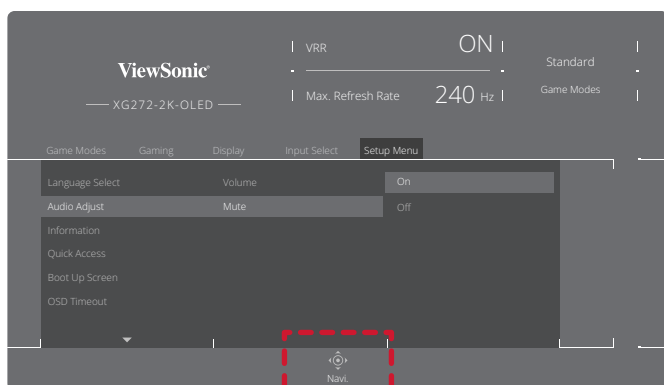 VRR ON
ViewSonic®
Standard
XG272-2K-OLED
Max. Refresh Rate 240 Hz
Game Modes
Game Modes Gaming Display Input Select Setup Menu
Language Select Volume On
Audio Adjust Mute Off
Information
Quick Access
Boot Up Screen
OSD Timeout
Navi.